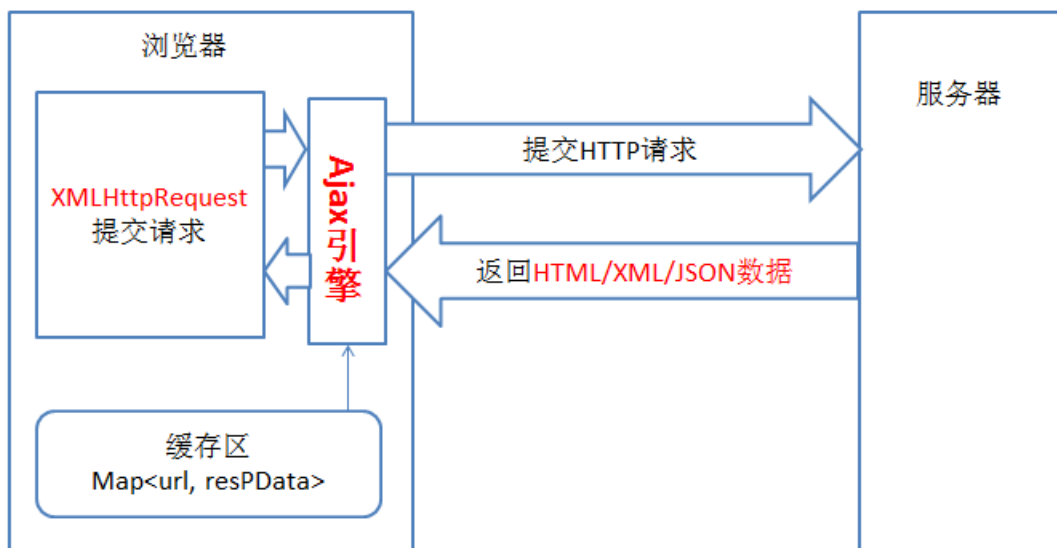 浏览器
服务器
XMLHttpRequest
提交请求
Ajax引擎
提交HTTP请求
返回HTML/XML/JSON数据
缓存区
Map<url, resPData>